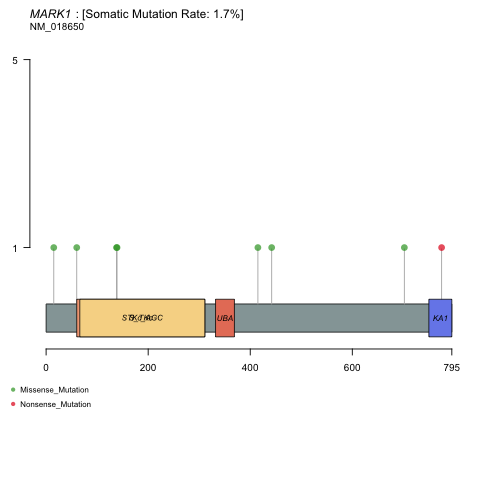 MARK1 : [Somatic Mutation Rate: 1.7%]
NM_018650
5
1
UBA
KA1
0
200
400
600
795
Missense_Mutation
Nonsense_Mutation